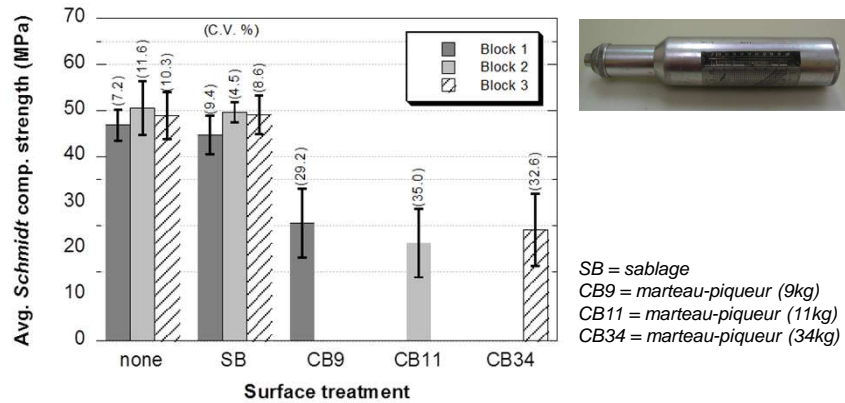 70
60
50
40
30
20
10
0
Avg. Schmidt comp. strength (MPa)
(C.V. %)
Block 1
Block 2
Block 3
(7.2)
(11.6)
(10.3)
(9.4)
(4.5)
(8.6)
(29.2)
(35.0)
(32.6)
none SB CB9 CB11 CB34
Surface treatment
SB = sablage
CB9 = marteau-piqueur (9kg)
CB11 = marteau-piqueur (11kg)
CB34 = marteau-piqueur (34kg)